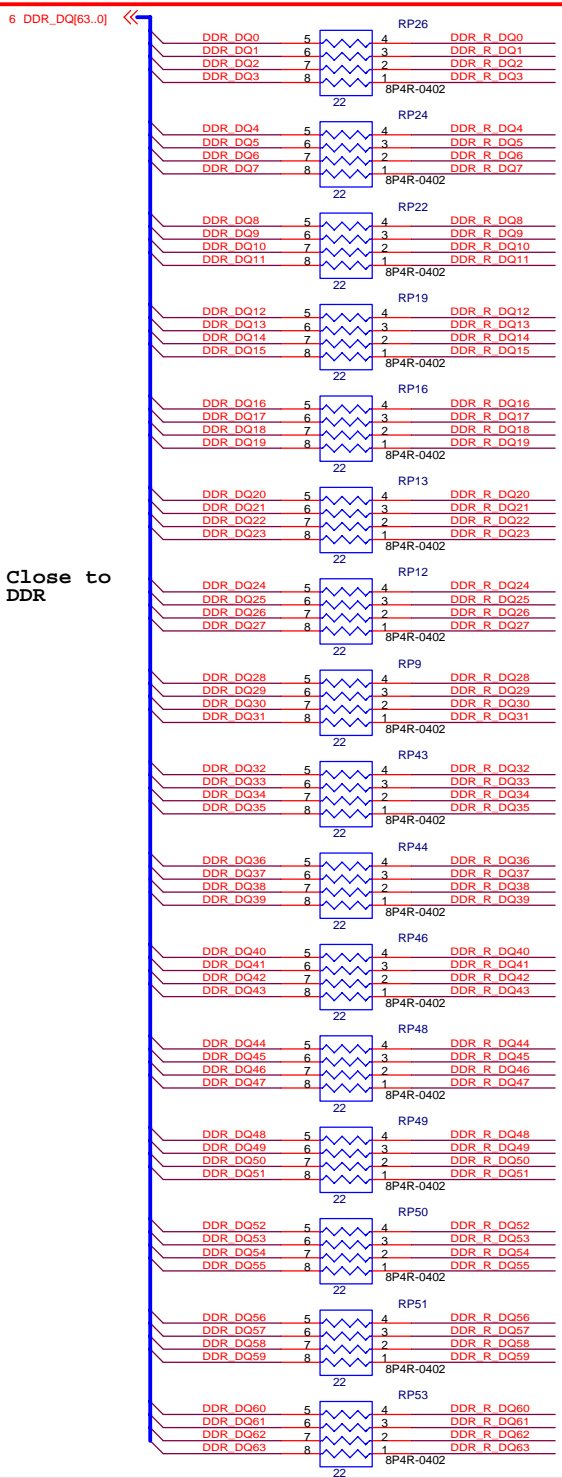 6 DDR_DQ[63..0]
RP26
DDR_DQ0 5 4 DDR_R_DQ0
DDR_DQ1 6 3 DDR_R_DQ1
DDR_DQ2 7 2 DDR_R_DQ2
DDR_DQ3 8 1 DDR_R_DQ3
8P4R-0402
22
RP24
DDR_DQ4 5 4 DDR_R_DQ4
DDR_DQ5 6 3 DDR_R_DQ5
DDR_DQ6 7 2 DDR_R_DQ6
DDR_DQ7 8 1 DDR_R_DQ7
8P4R-0402
22
RP22
DDR_DQ8 5 4 DDR_R_DQ8
DDR_DQ9 6 3 DDR_R_DQ9
DDR_DQ10 7 2 DDR_R_DQ10
DDR_DQ11 8 1 DDR_R_DQ11
8P4R-0402
22
RP19
DDR_DQ12 5 4 DDR_R_DQ12
DDR_DQ13 6 3 DDR_R_DQ13
DDR_DQ14 7 2 DDR_R_DQ14
DDR_DQ15 8 1 DDR_R_DQ15
8P4R-0402
22
RP16
DDR_DQ16 5 4 DDR_R_DQ16
DDR_DQ17 6 3 DDR_R_DQ17
DDR_DQ18 7 2 DDR_R_DQ18
DDR_DQ19 8 1 DDR_R_DQ19
8P4R-0402
22
RP13
DDR_DQ20 5 4 DDR_R_DQ20
DDR_DQ21 6 3 DDR_R_DQ21
DDR_DQ22 7 2 DDR_R_DQ22
DDR_DQ23 8 1 DDR_R_DQ23
8P4R-0402
22
Close to
DDR
RP12
DDR_DQ24 5 4 DDR_R_DQ24
DDR_DQ25 6 3 DDR_R_DQ25
DDR_DQ26 7 2 DDR_R_DQ26
DDR_DQ27 8 1 DDR_R_DQ27
8P4R-0402
22
RP9
DDR_DQ28 5 4 DDR_R_DQ28
DDR_DQ29 6 3 DDR_R_DQ29
DDR_DQ30 7 2 DDR_R_DQ30
DDR_DQ31 8 1 DDR_R_DQ31
8P4R-0402
22
RP43
DDR_DQ32 5 4 DDR_R_DQ32
DDR_DQ33 6 3 DDR_R_DQ33
DDR_DQ34 7 2 DDR_R_DQ34
DDR_DQ35 8 1 DDR_R_DQ35
8P4R-0402
22
RP44
DDR_DQ36 5 4 DDR_R_DQ36
DDR_DQ37 6 3 DDR_R_DQ37
DDR_DQ38 7 2 DDR_R_DQ38
DDR_DQ39 8 1 DDR_R_DQ39
8P4R-0402
22
RP46
DDR_DQ40 5 4 DDR_R_DQ40
DDR_DQ41 6 3 DDR_R_DQ41
DDR_DQ42 7 2 DDR_R_DQ42
DDR_DQ43 8 1 DDR_R_DQ43
8P4R-0402
22
RP48
DDR_DQ44 5 4 DDR_R_DQ44
DDR_DQ45 6 3 DDR_R_DQ45
DDR_DQ46 7 2 DDR_R_DQ46
DDR_DQ47 8 1 DDR_R_DQ47
8P4R-0402
22
RP49
DDR_DQ48 5 4 DDR_R_DQ48
DDR_DQ49 6 3 DDR_R_DQ49
DDR_DQ50 7 2 DDR_R_DQ50
DDR_DQ51 8 1 DDR_R_DQ51
8P4R-0402
22
RP50
DDR_DQ52 5 4 DDR_R_DQ52
DDR_DQ53 6 3 DDR_R_DQ53
DDR_DQ54 7 2 DDR_R_DQ54
DDR_DQ55 8 1 DDR_R_DQ55
8P4R-0402
22
RP51
DDR_DQ56 5 4 DDR_R_DQ56
DDR_DQ57 6 3 DDR_R_DQ57
DDR_DQ58 7 2 DDR_R_DQ58
DDR_DQ59 8 1 DDR_R_DQ59
8P4R-0402
22
RP53
DDR_DQ60 5 4 DDR_R_DQ60
DDR_DQ61 6 3 DDR_R_DQ61
DDR_DQ62 7 2 DDR_R_DQ62
DDR_DQ63 8 1 DDR_R_DQ63
8P4R-0402
22